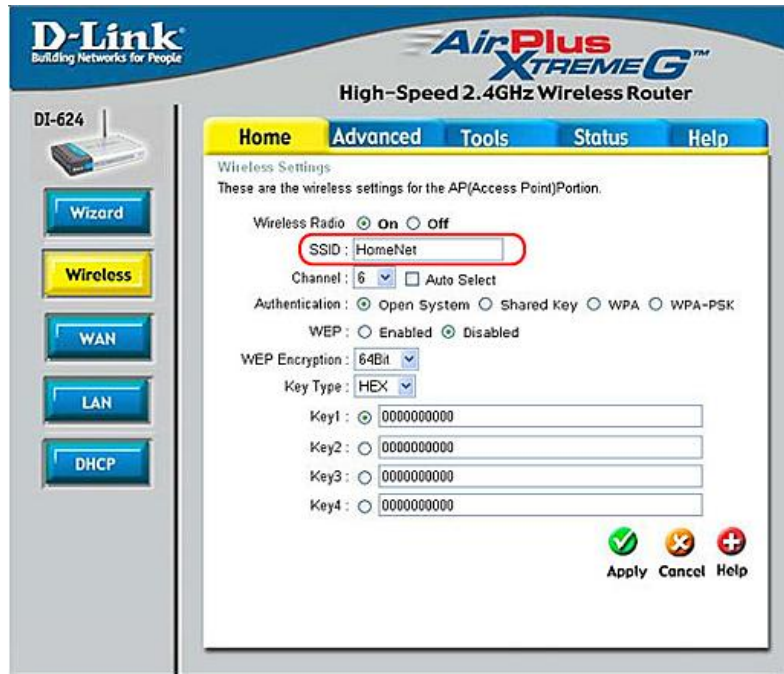 D-Link
Building Networks for People
AirPlus
XTREME G™
High-Speed 2.4GHz Wireless Router
DI-624
Home Advanced Tools Status Help
Wizard
Wireless
WAN
LAN
DHCP
Wireless Settings
These are the wireless settings for the AP(Access Point)Portion.
Wireless Radio On Off
SSID : HomeNet
Channel : 6 Auto Select
Authentication : Open System Shared Key WPA WPA-PSK
WEP : Enabled Disabled
WEP Encryption : 64Bit
Key Type : HEX
Key1 : 0000000000
Key2 : 0000000000
Key3 : 0000000000
Key4 : 0000000000
Apply Cancel Help